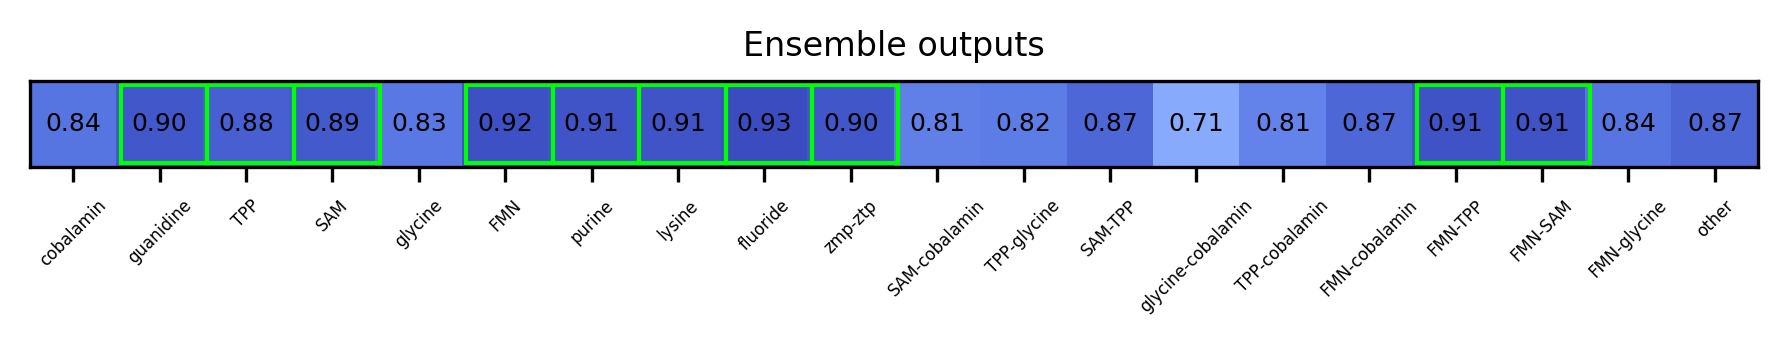 Ensemble outputs
0.84 0.90 0.88 0.89 0.83 0.92 0.91 0.91 0.93 0.90 0.81 0.82 0.87 0.71 0.81 0.87 0.91 0.91 0.84 0.87
cobalamin guanidine TPP SAM glycine FMN purine lysine fluoride zmp-ztp SAM-cobalamin TPP-glycine SAM-TPP glycine-cobalamin TPP-cobalamin FMN-cobalamin FMN-TPP FMN-SAM FMN-glycine other